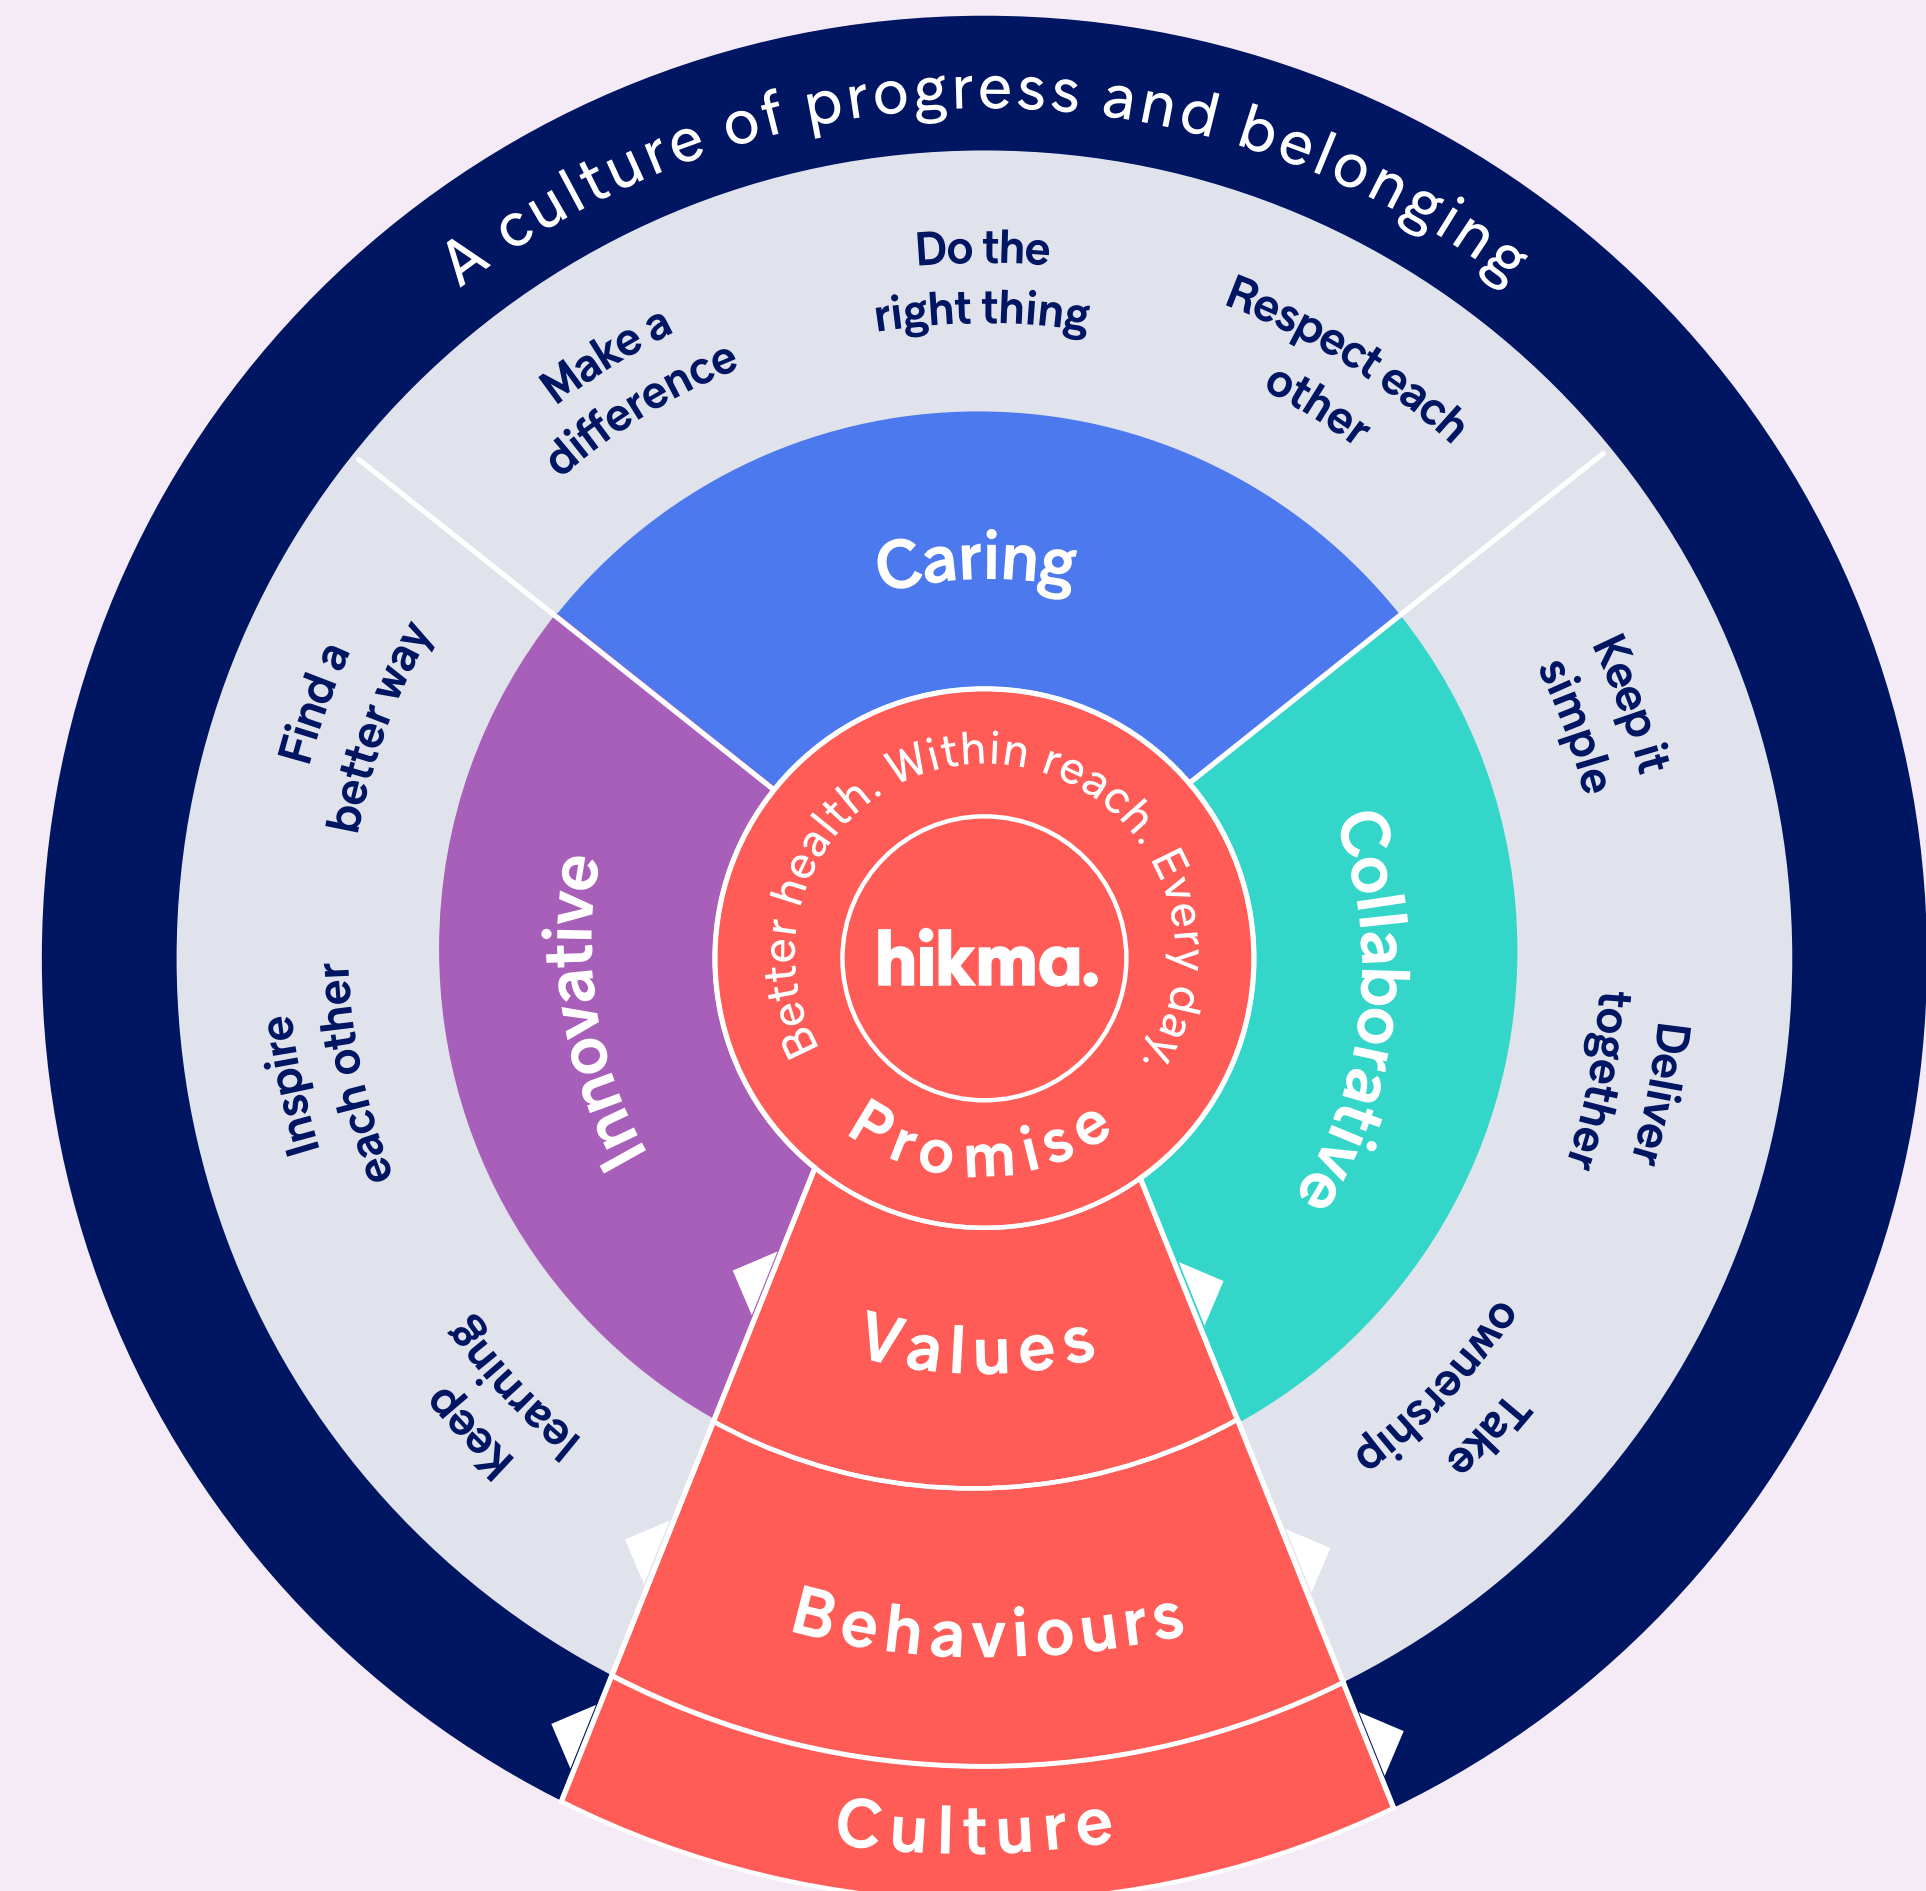 A culture of progress and belonging
Do the
right thing
Make a
difference
Respect each
other
Caring
Find a
better way
Inspire
each other
Keep
learning
Innovative
Keep it
simple
Deliver
together
Take
ownership
Collaborative
Better health. Within reach. Every day.
hikma.
Promise
Values
Behaviours
Culture